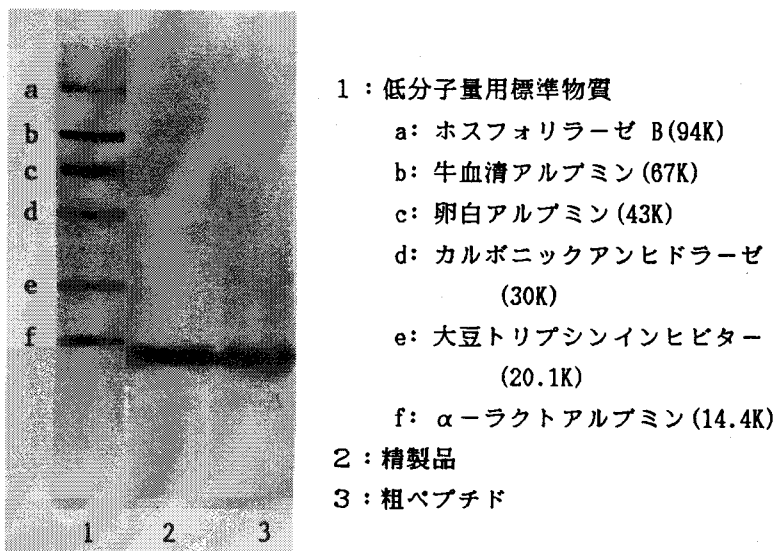 a
b
c
d
e
f
1 2 3
1：低分子量用標準物質
a: ホスフォリラーゼ B(94K)
b: 牛血清アルブミン(67K)
c: 卵白アルブミン(43K)
d: カルボニックアンヒドラーゼ
(30K)
e: 大豆トリプシンインヒビター
(20.1K)
f: α－ラクトアルブミン(14.4K)
2：精製品
3：粗ペプチド